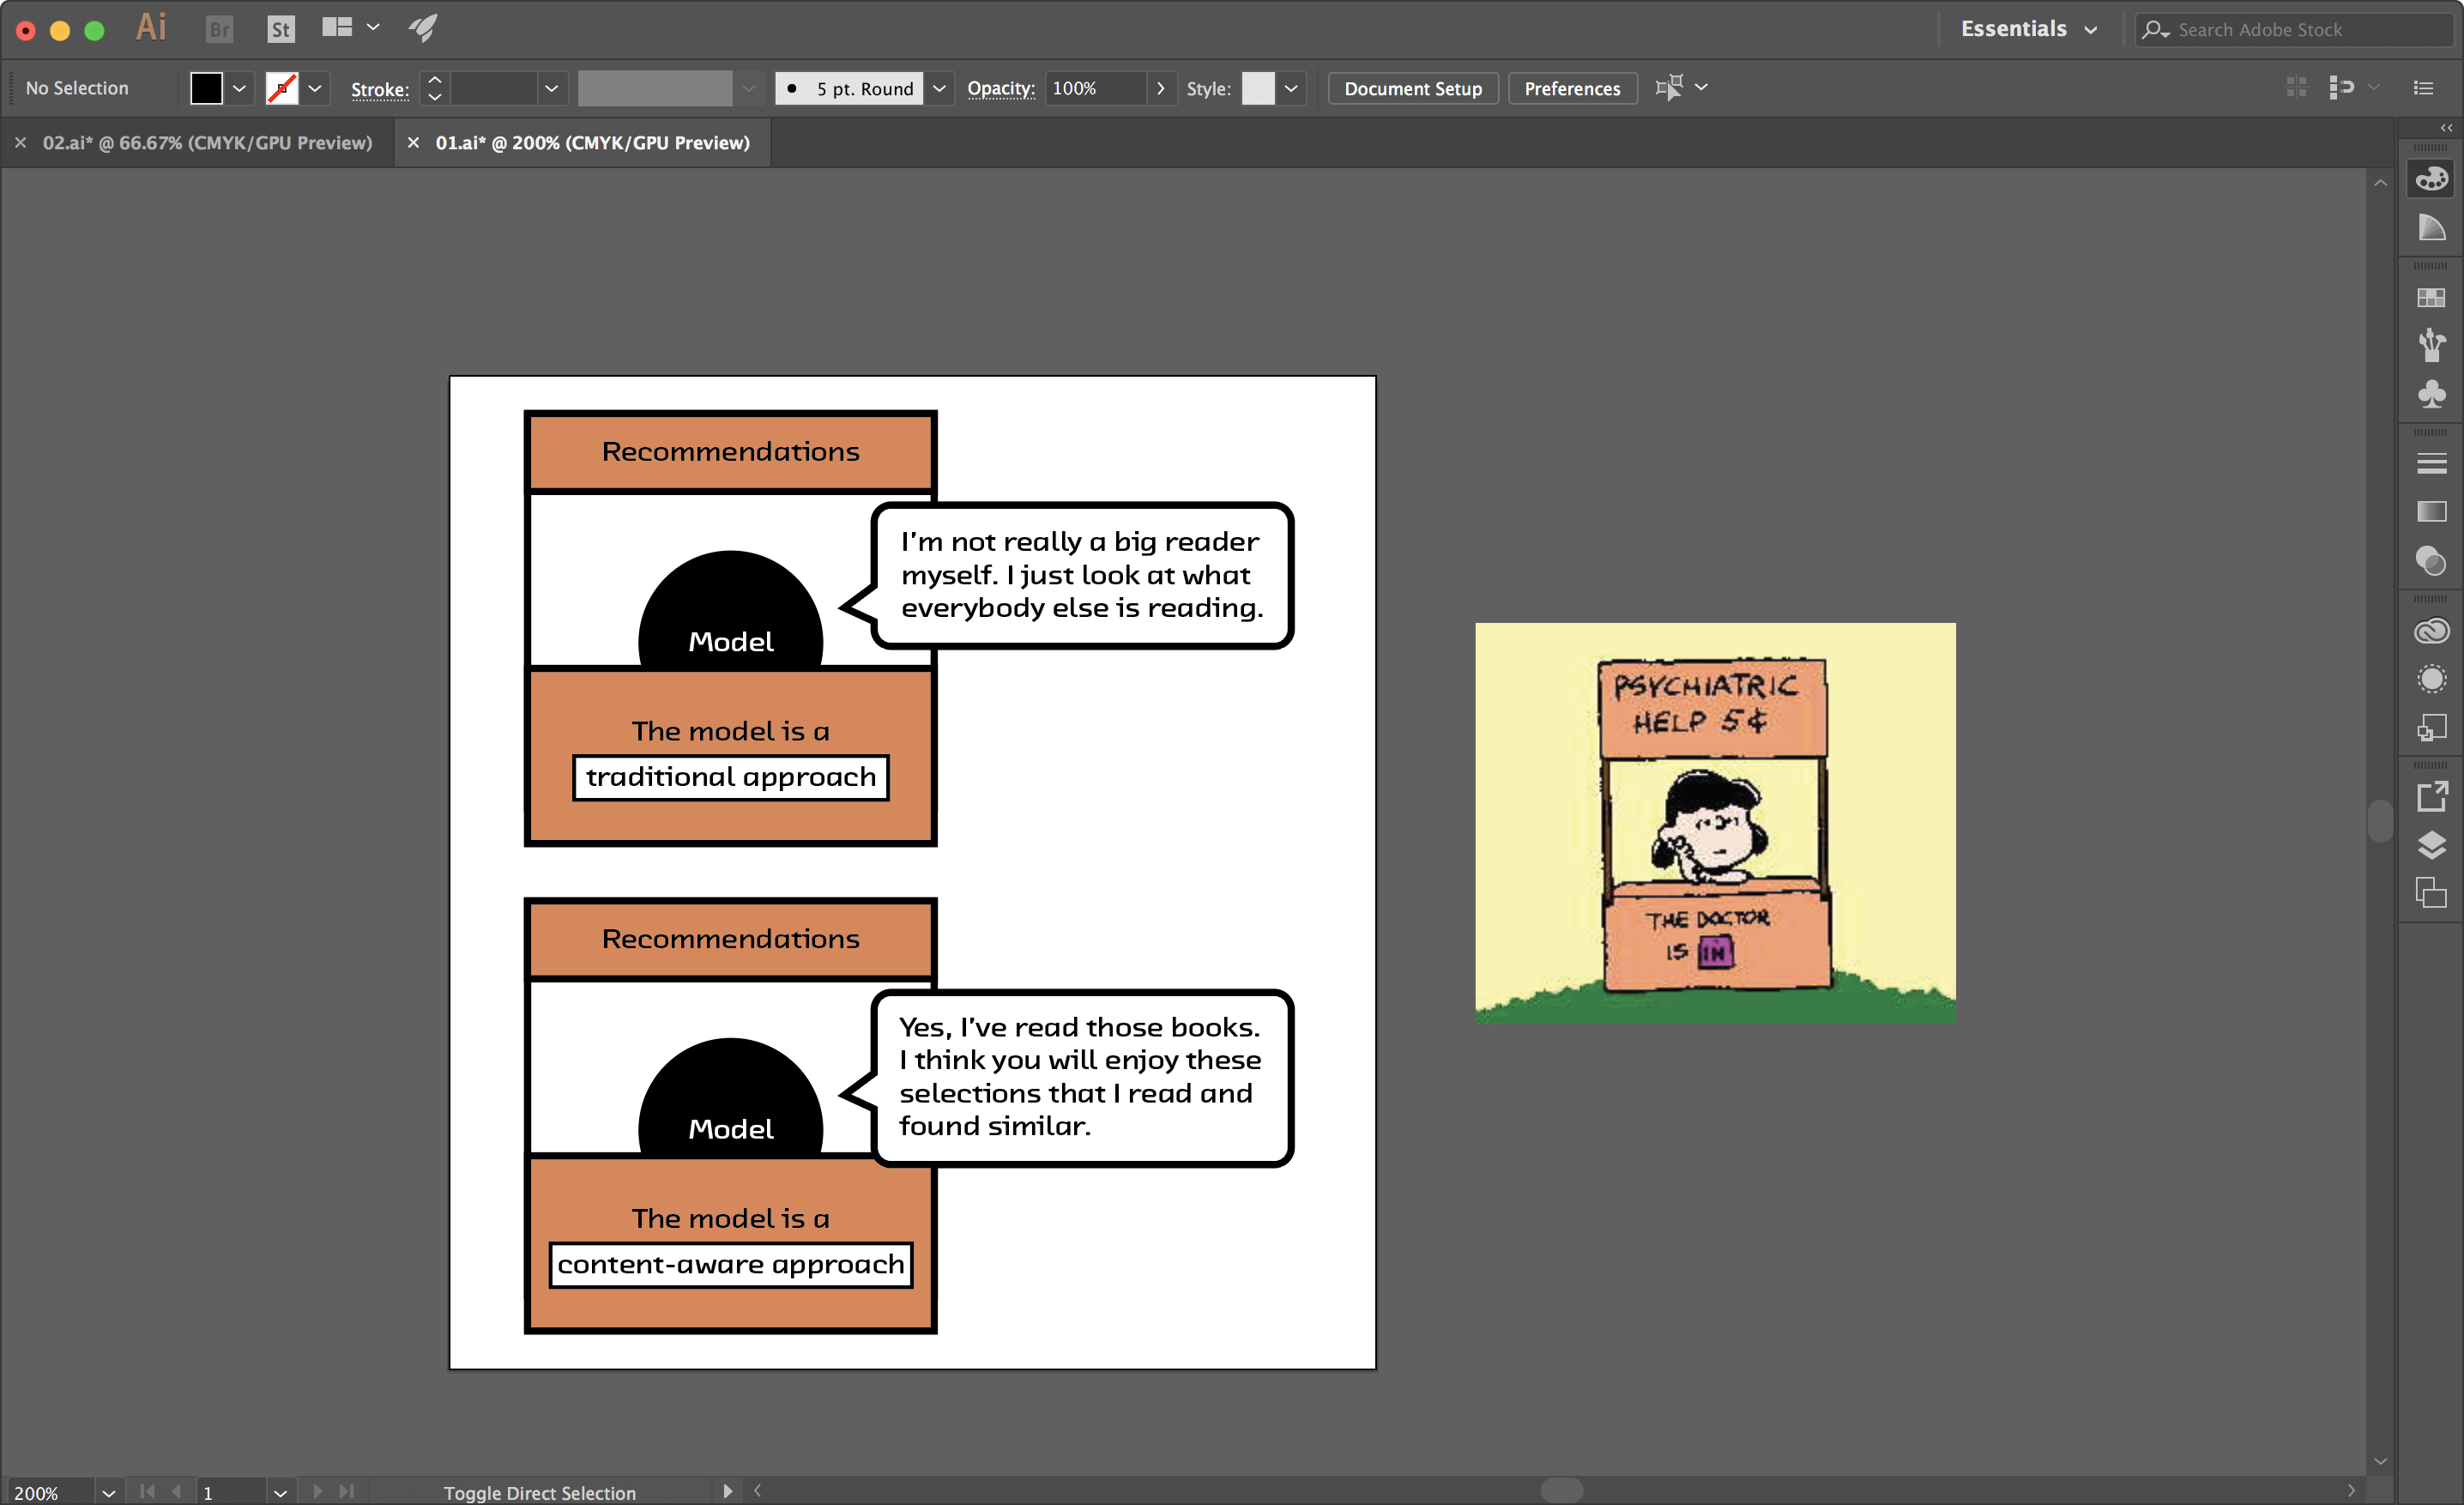 Ai Br St Essentials Search Adobe Stock
No Selection Stroke: 5 pt. Round Opacity: 100% Style: Document Setup Preferences
02.ai* @ 66.67% (CMYK/GPU Preview) 01.ai* @ 200% (CMYK/GPU Preview)
Recommendations
I'm not really a big reader
myself. I just look at what
everybody else is reading.
Model
The model is a
traditional approach
Recommendations
Yes, I've read those books.
I think you will enjoy these
selections that I read and
found similar.
Model
The model is a
content-aware approach
PSYCHIATRIC
HELP 5¢
THE DOCTOR
IS IN
200% 1 Toggle Direct Selection